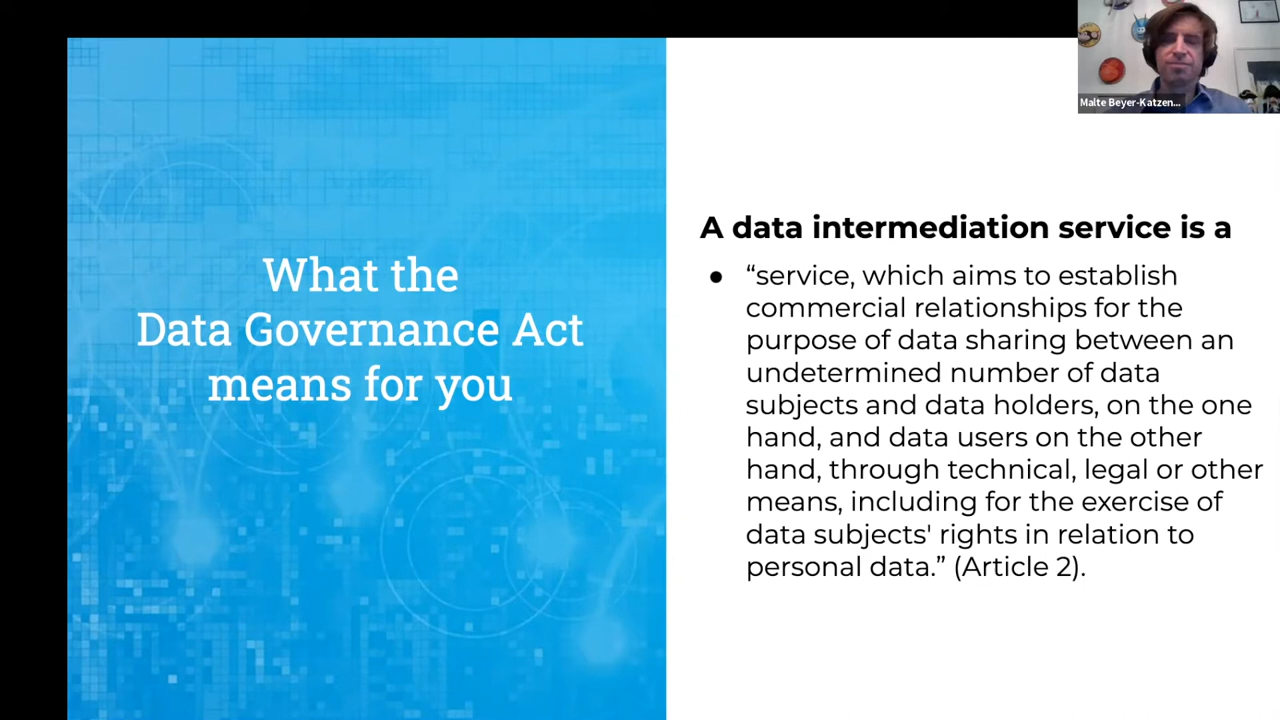 Malte Beyer-Katzen...
What the
Data Governance Act
means for you
A data intermediation service is a
● “service, which aims to establish
commercial relationships for the
purpose of data sharing between an
undetermined number of data
subjects and data holders, on the one
hand, and data users on the other
hand, through technical, legal or other
means, including for the exercise of
data subjects' rights in relation to
personal data.” (Article 2).